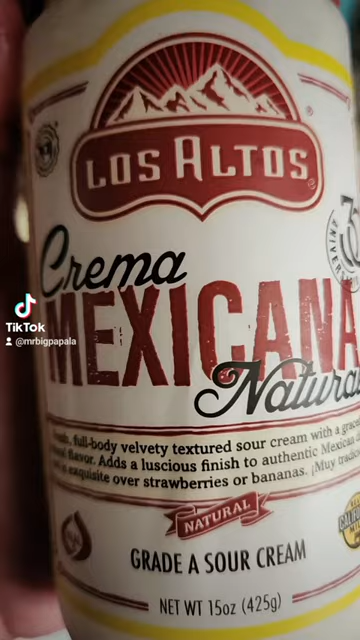 LOS ALTOS
®
Crema
MEXICANA
Natural
full-body velvety textured sour cream with a
flavor. Adds a luscious finish to authentic Mexican
exquisite over strawberries or bananas. ¡Muy
NATURAL
GRADE A SOUR CREAM
NET WT 15oz (425g)
TikTok
@mrbigpapala